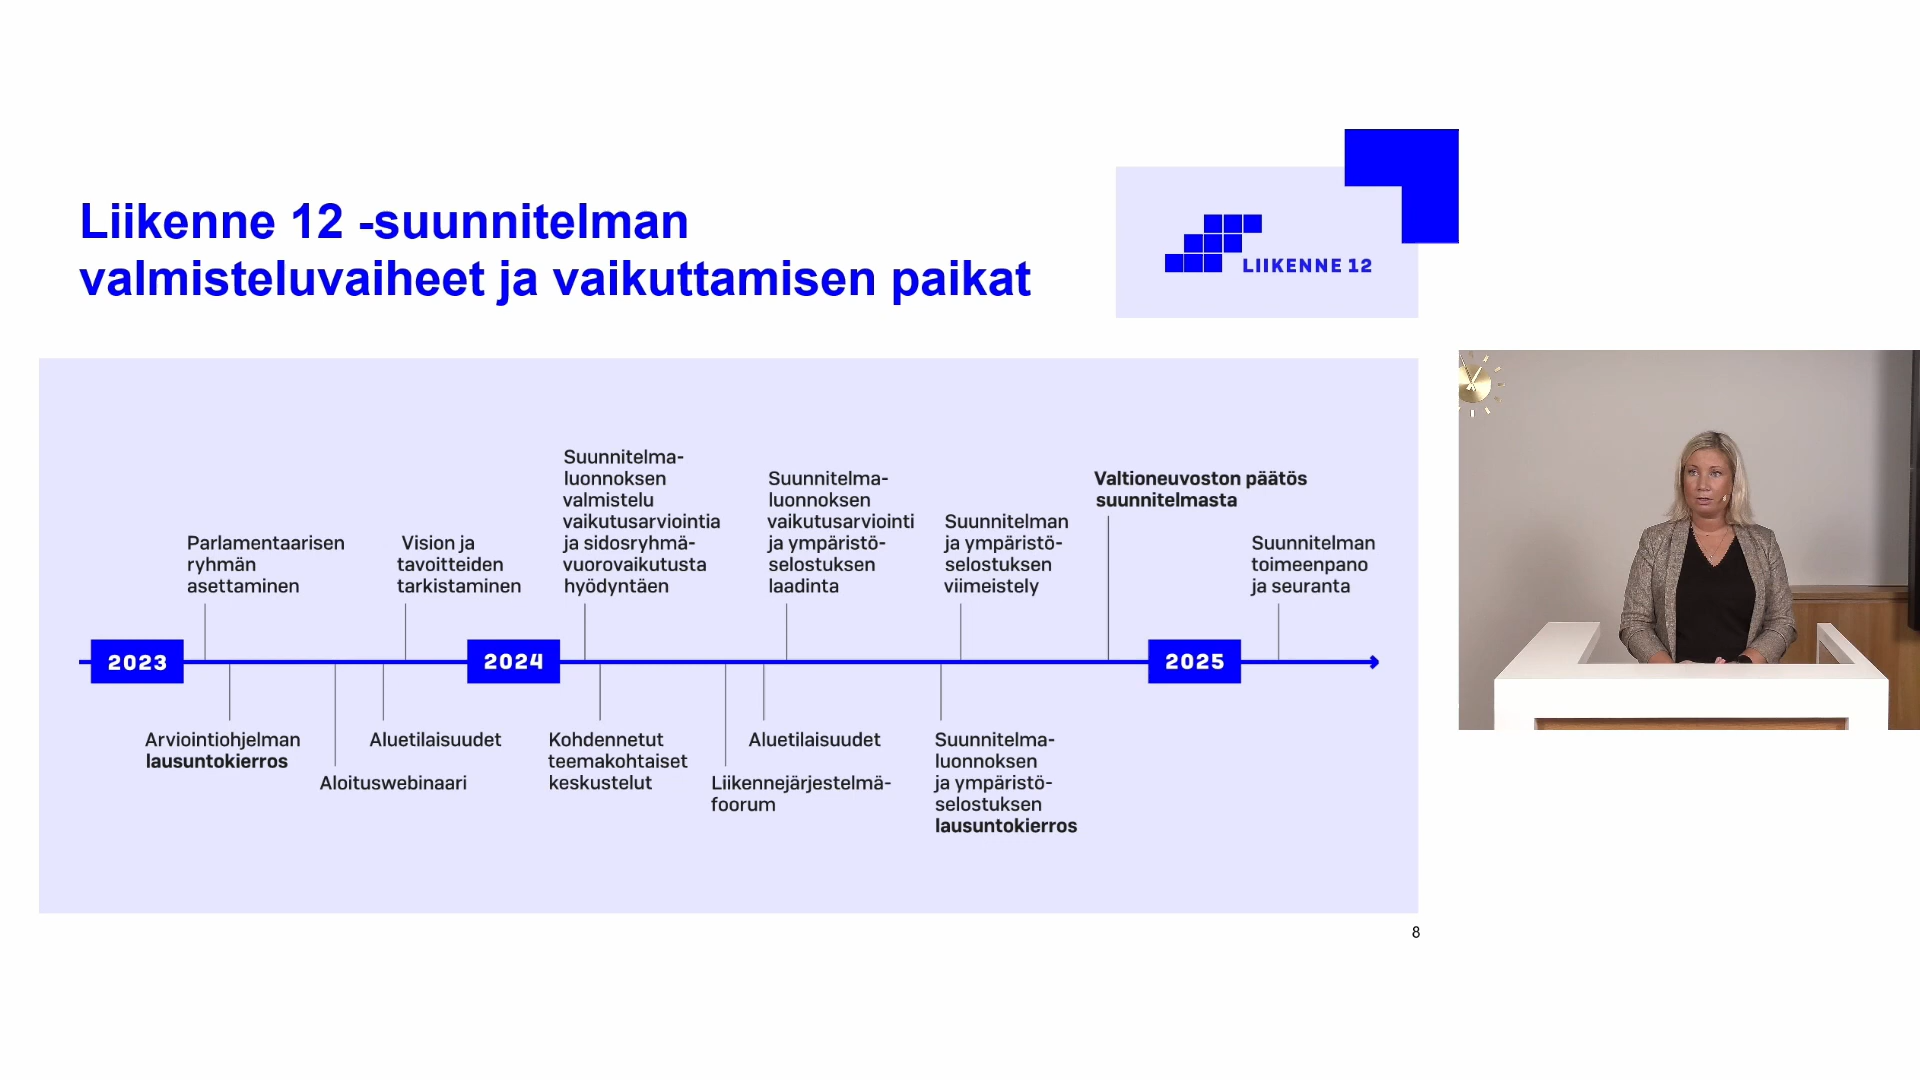 Liikenne 12 -suunnitelman
valmisteluvaiheet ja vaikuttamisen paikat
LIIKENNE 12
Parlamentaarisen
ryhmän
asettaminen
Vision ja
tavoitteiden
tarkistaminen
Suunnitelma-
luonnoksen
valmistelu
vaikutusarviointia
ja sidosryhmä-
vuorovaikutusta
hyödyntäen
Suunnitelma-
luonnoksen
vaikutusarviointi
ja ympäristö-
selostuksen
laadinta
Suunnitelman
ja ympäristö-
selostuksen
viimeistely
Valtioneuvoston päätös
suunnitelmasta
Suunnitelman
toimeenpano
ja seuranta
2023
2024
2025
Arviointiohjelman
lausuntokierros
Aloituswebinaari
Aluetilaisuudet
Kohdennetut
teemakohtaiset
keskustelut
Liikennejärjestelmä-
foorum
Aluetilaisuudet
Suunnitelma-
luonnoksen
ja ympäristö-
selostuksen
lausuntokierros
8